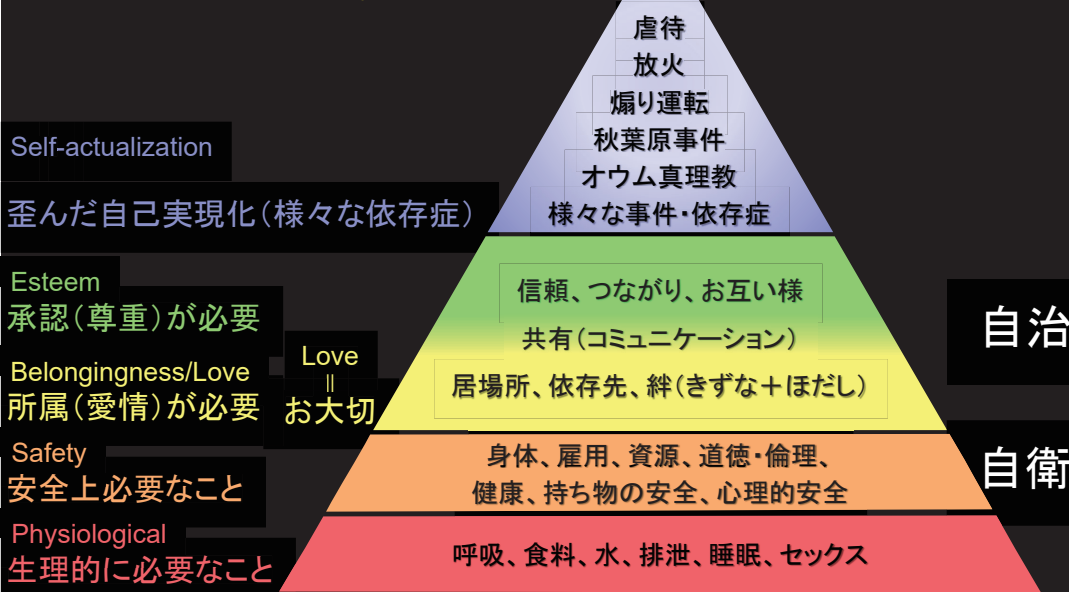 虐待
放火
煽り運転
秋葉原事件
オウム真理教
様々な事件・依存症
Self-actualization
歪んだ自己実現化（様々な依存症）
Esteem
承認（尊重）が必要
信頼、つながり、お互い様
共有（コミュニケーション）
自治
Belongingness/Love
所属（愛情）が必要
Love
＝
お大切
居場所、依存先、絆（きずな＋ほだし）
Safety
安全上必要なこと
身体、雇用、資源、道徳・倫理、
健康、持ち物の安全、心理的安全
自衛
Physiological
生理的に必要なこと
呼吸、食料、水、排泄、睡眠、セックス